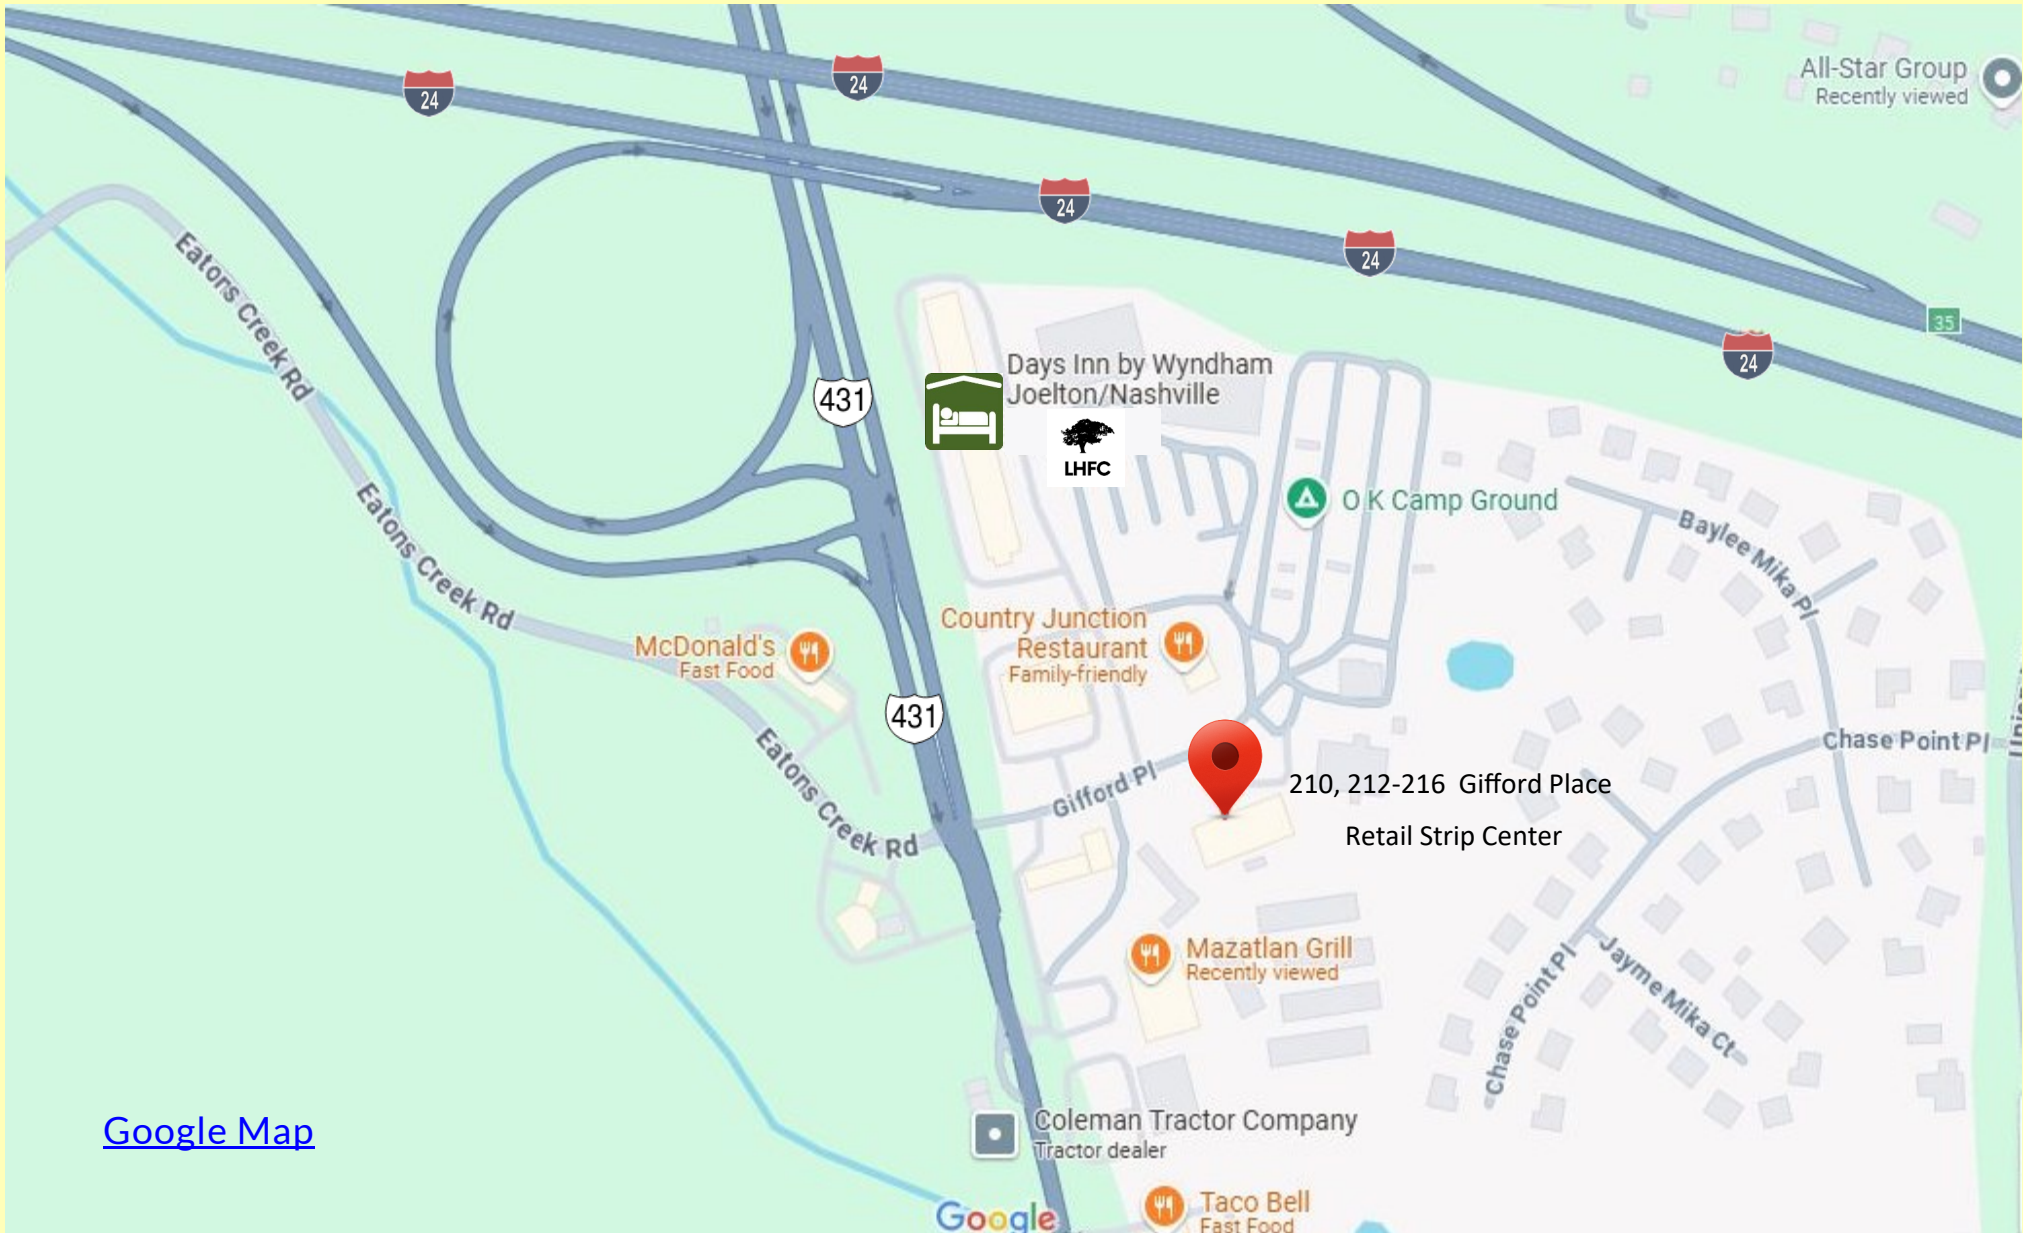 24
24
All-Star Group
Recently viewed
24
24
35
24
Eatons Creek Rd
Days Inn by Wyndham
Joelton/Nashville
431
LHFC
O K Camp Ground
Baylee Mika Pl
Eatons Creek Rd
Country Junction
Restaurant
Family-friendly
McDonald's
Fast Food
431
Chase Point Pl
Eatons Creek Rd
Gifford Pl
210, 212-216 Gifford Place
Retail Strip Center
Mazatlan Grill
Recently viewed
Chase Point Pl
Jayme Mika Ct
Google Map
Coleman Tractor Company
Tractor dealer
Google
Taco Bell
Fast Food